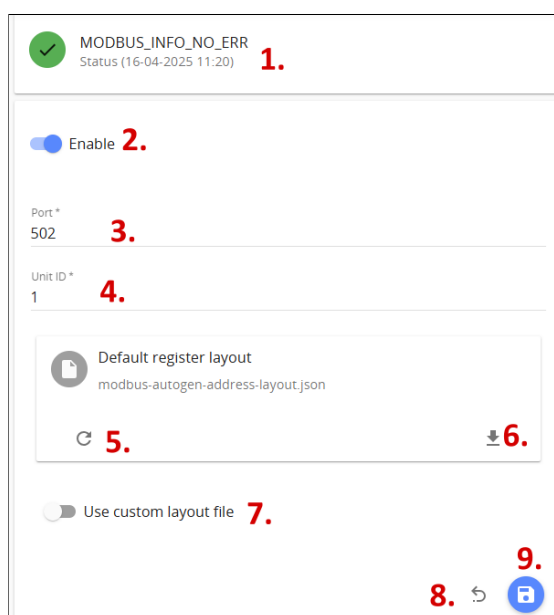 MODBUS_INFO_NO_ERR
Status (16-04-2025 11:20) 1.
Enable 2.
Port *
502 3.
Unit ID *
1 4.
Default register layout
modbus-autogen-address-layout.json
5. 6.
Use custom layout file 7.
9.
8.